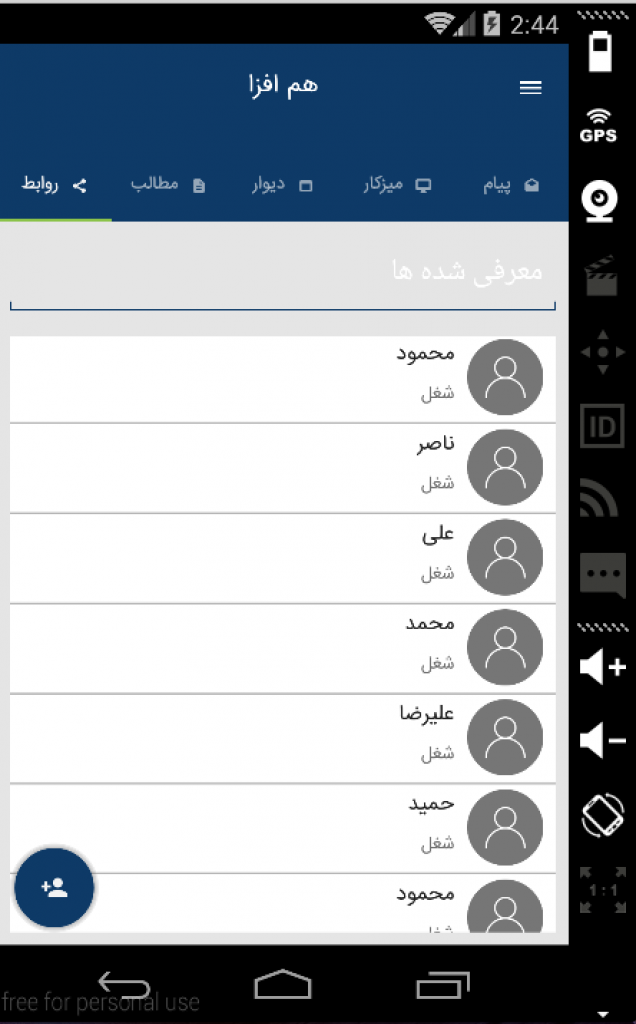 2:44
هم افزا
GPS
پیام
میزکار
دیوار
مطالب
روابط
معرفی شده ها
محمود
شغل
ناصر
شغل
ID
علی
شغل
محمد
شغل
علیرضا
شغل
حمید
شغل
محمود
شغل
1:1
free for personal use